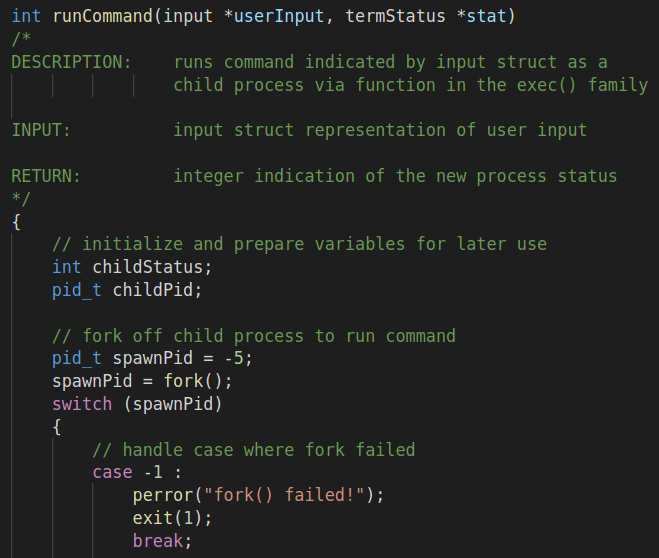 int runCommand(input *userInput, termStatus *stat)
/*
DESCRIPTION:    runs command indicated by input struct as a
                child process via function in the exec() family

INPUT:          input struct representation of user input

RETURN:         integer indication of the new process status
*/
{
    // initialize and prepare variables for later use
    int childStatus;
    pid_t childPid;

    // fork off child process to run command
    pid_t spawnPid = -5;
    spawnPid = fork();
    switch (spawnPid)
    {
        // handle case where fork failed
        case -1 :
            perror("fork() failed!");
            exit(1);
            break;